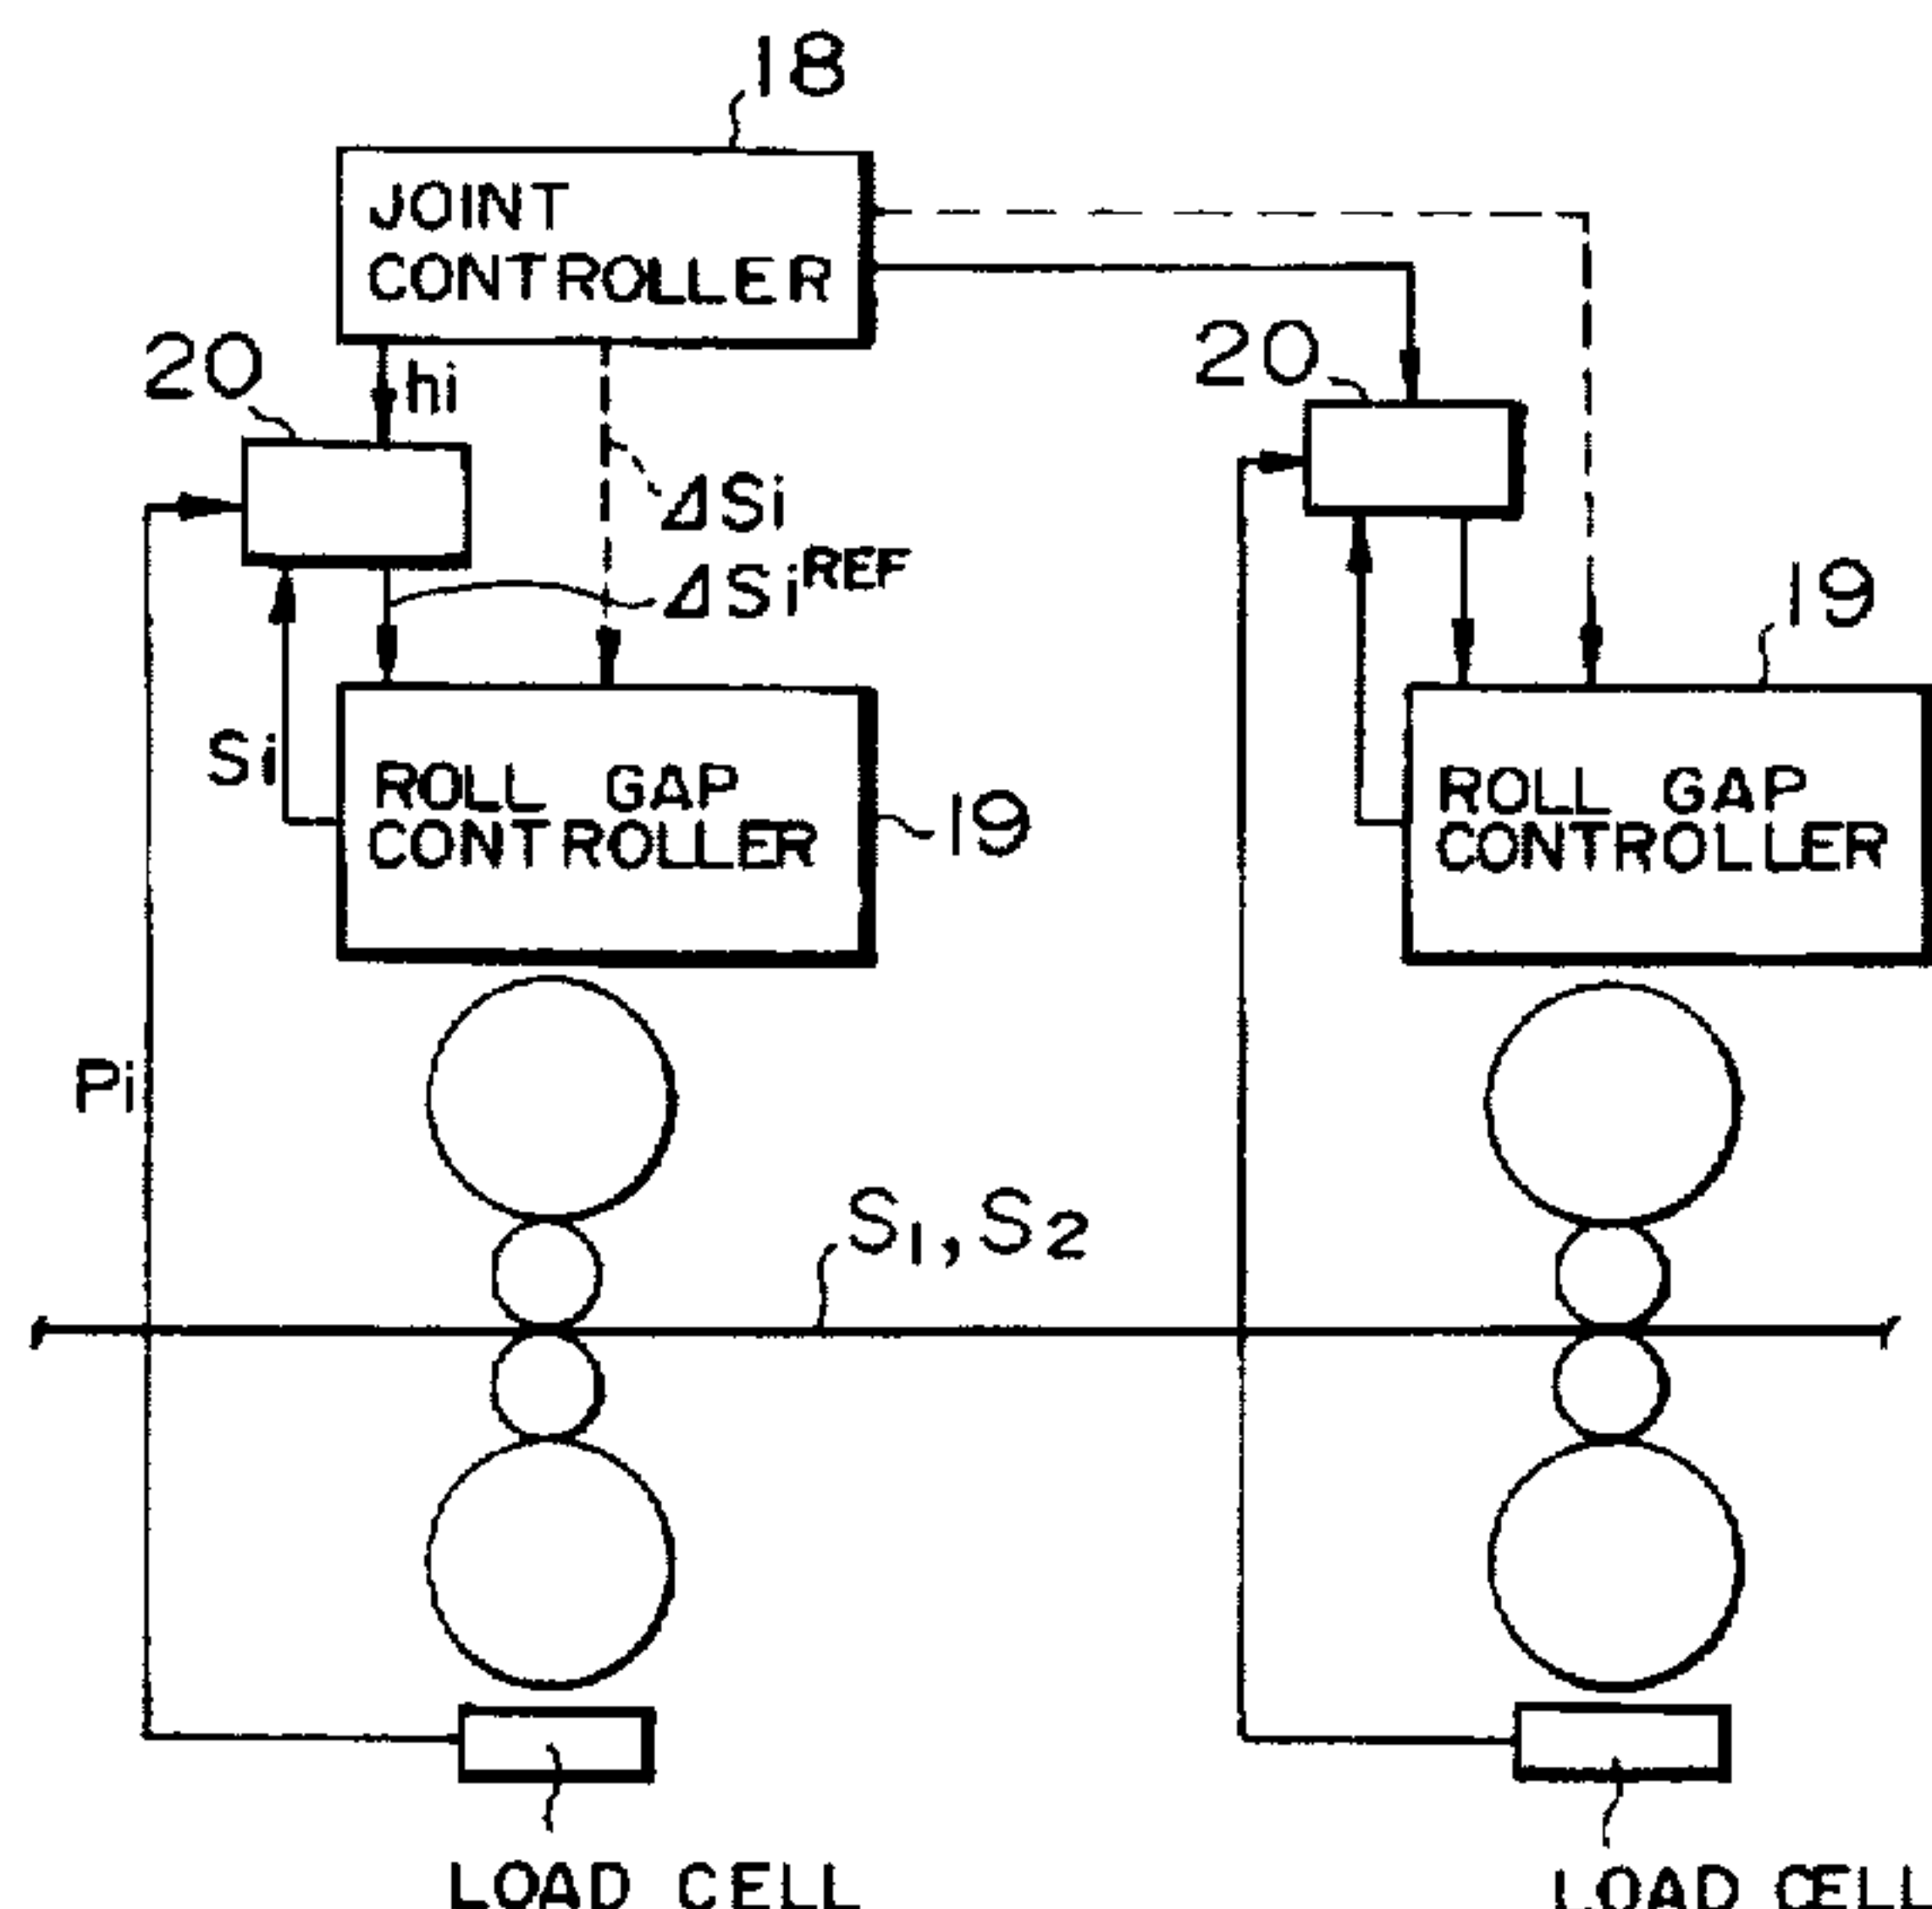 18
JOINT
CONTROLLER
20
hi
20
ΔSi
ΔSi^REF
19
Si
ROLL GAP
CONTROLLER
19
ROLL GAP
CONTROLLER
Pi
S1, S2
LOAD CELL
LOAD CELL